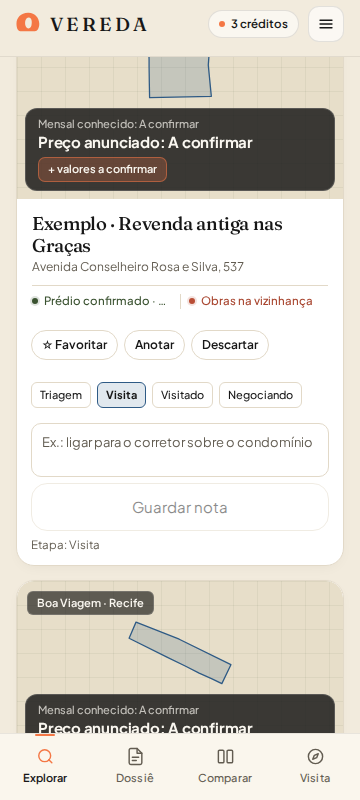 VEREDA
3 créditos
Mensal conhecido: A confirmar
Preço anunciado: A confirmar
+ valores a confirmar
Exemplo · Revenda antiga nas
Graças
Avenida Conselheiro Rosa e Silva, 537
Prédio confirmado · ...
Obras na vizinhança
☆ Favoritar
Anotar
Descartar
Triagem
Visita
Visitado
Negociando
Ex.: ligar para o corretor sobre o condomínio
Guardar nota
Etapa: Visita
Boa Viagem · Recife
Mensal conhecido: A confirmar
Preço anunciado: A confirmar
Explorar
Dossiê
Comparar
Visita